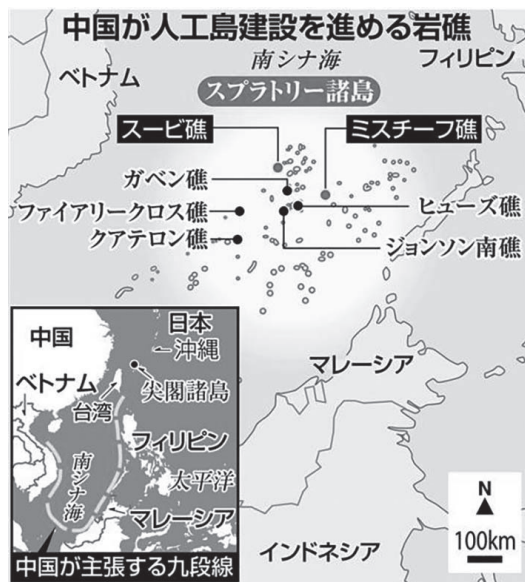 中国が人工島建設を進める岩礁
南シナ海
フィリピン
ベトナム
スプラトリー諸島
スービ礁
ミスチーフ礁
ガベン礁
ファイアリークロス礁
ヒューズ礁
クアテロン礁
ジョンソン南礁
マレーシア
インドネシア
N
100km
中国
日本
沖縄
ベトナム
台湾
尖閣諸島
フィリピン
南シナ海
太平洋
マレーシア
中国が主張する九段線